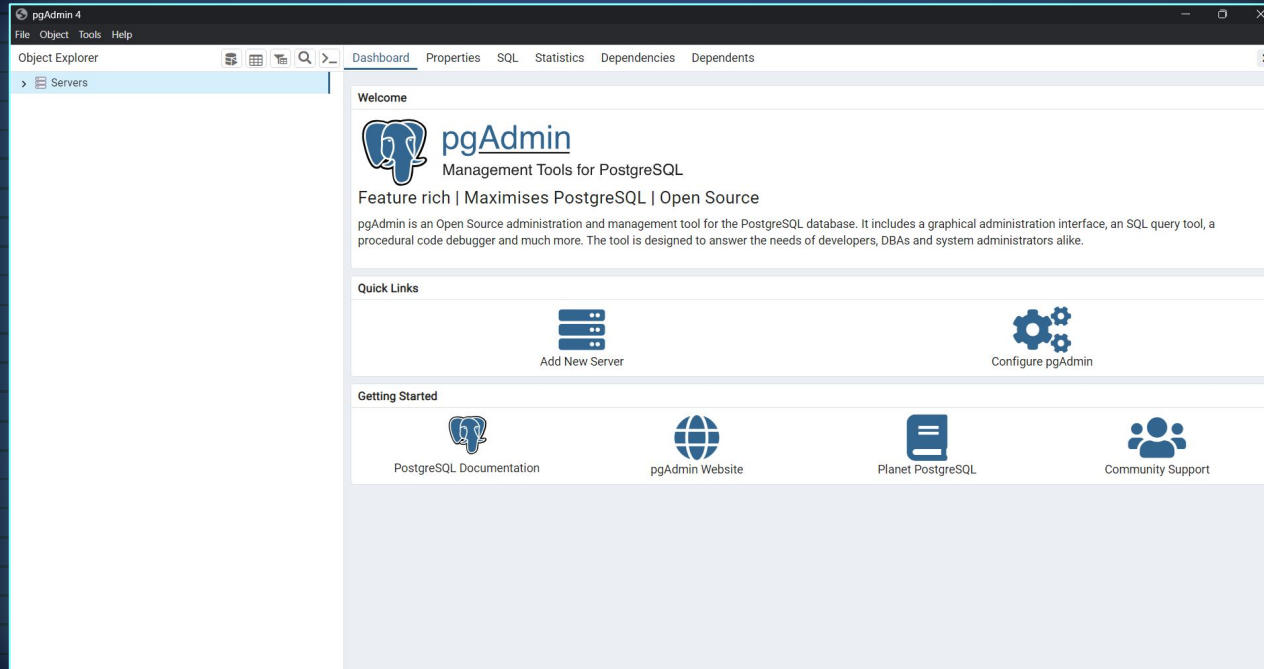 pgAdmin 4
File Object Tools Help
Object Explorer
Dashboard Properties SQL Statistics Dependencies Dependents
Servers
Welcome
pgAdmin
Management Tools for PostgreSQL
Feature rich | Maximises PostgreSQL | Open Source
pgAdmin is an Open Source administration and management tool for the PostgreSQL database. It includes a graphical administration interface, an SQL query tool, a
procedural code debugger and much more. The tool is designed to answer the needs of developers, DBAs and system administrators alike.
Quick Links
Add New Server
Configure pgAdmin
Getting Started
PostgreSQL Documentation
pgAdmin Website
Planet PostgreSQL
Community Support